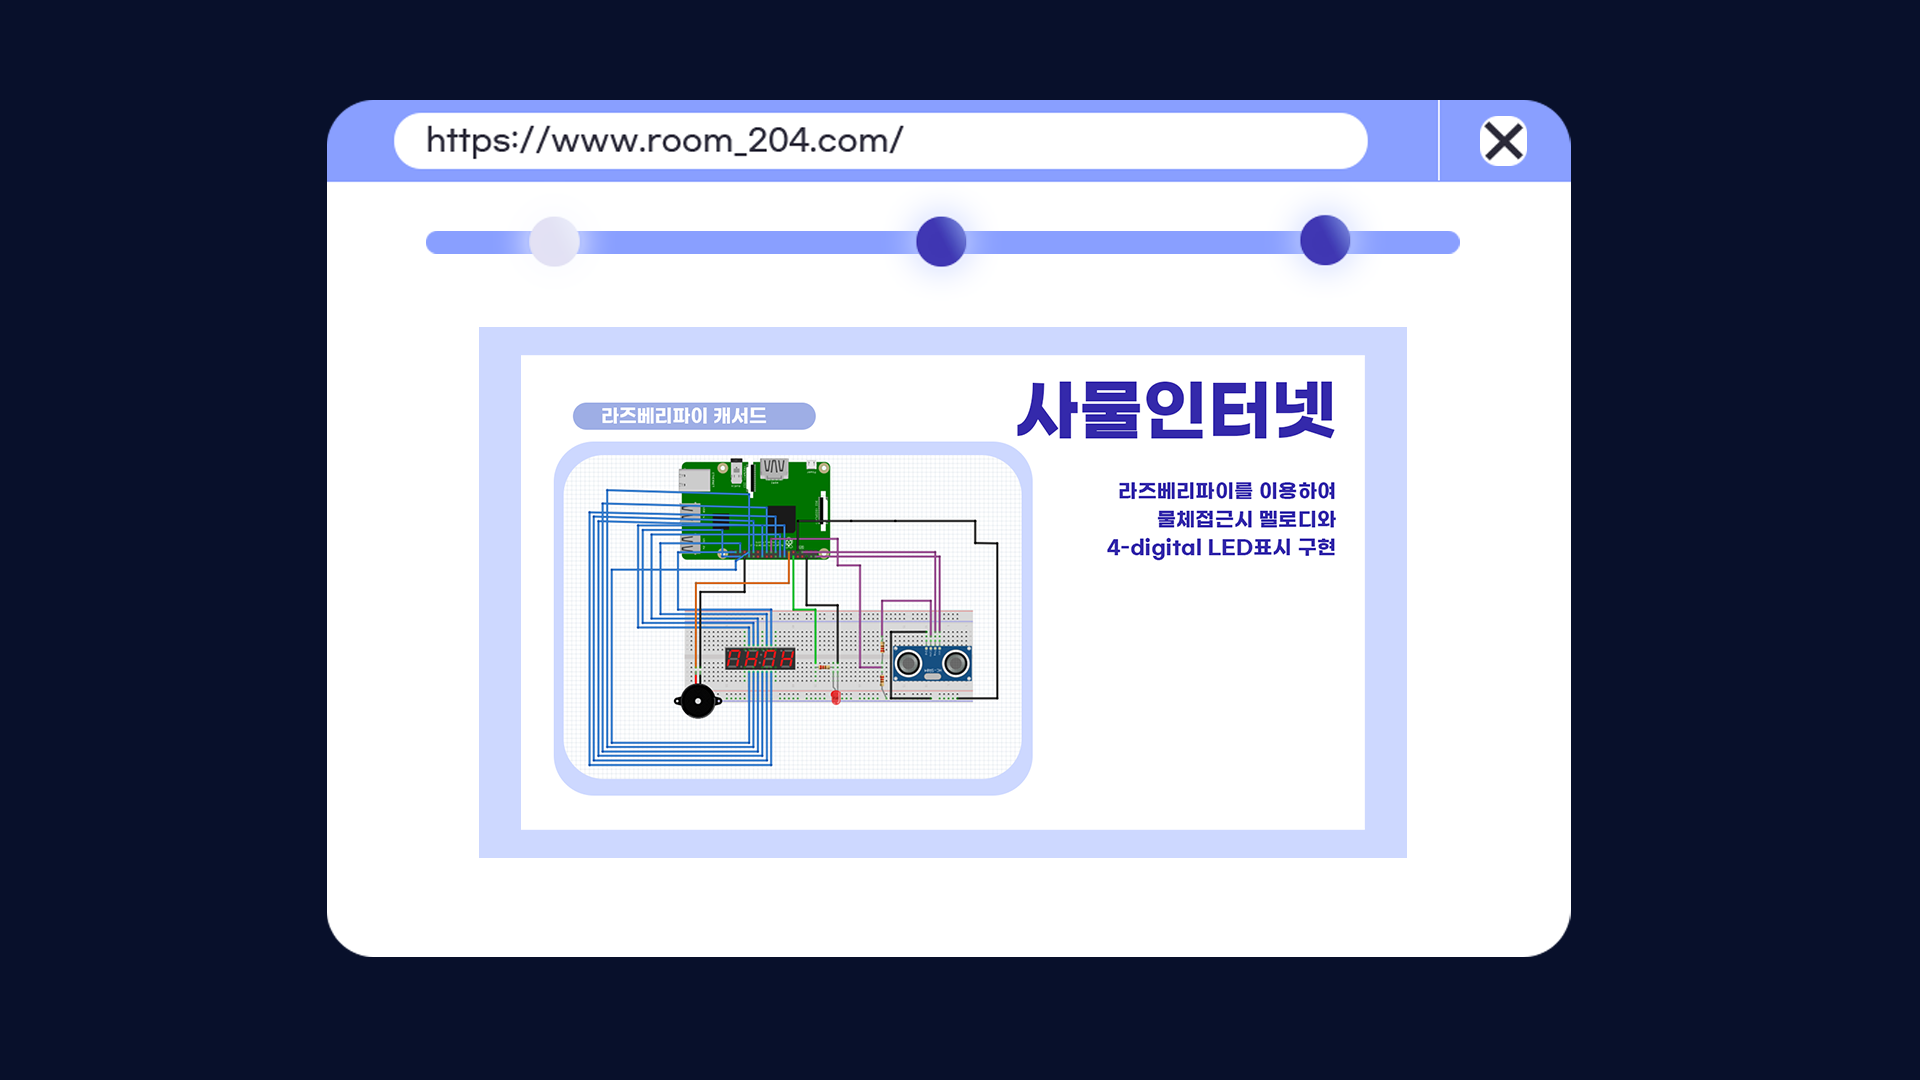 https://www.room_204.com/
사물인터넷
라즈베리파이 캐서드
라즈베리파이를 이용하여
물체접근시 멜로디와
4-digital LED표시 구현